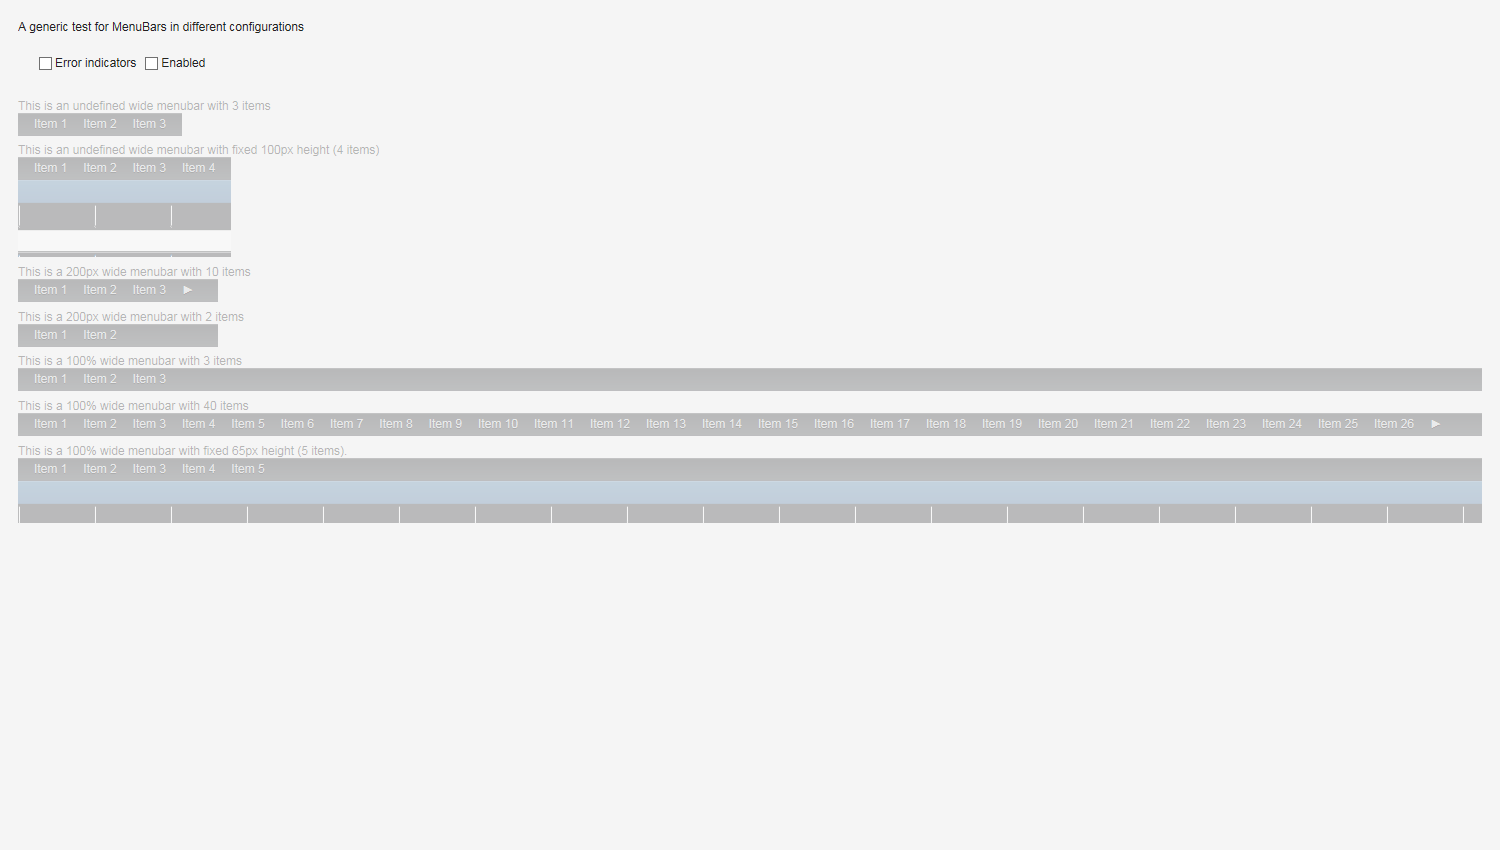 A generic test for MenuBars in different configurations
Error indicators Enabled
This is an undefined wide menubar with 3 items
Item 1 Item 2 Item 3
This is an undefined wide menubar with fixed 100px height (4 items)
Item 1 Item 2 Item 3 Item 4
This is a 200px wide menubar with 10 items
Item 1 Item 2 Item 3 ►
This is a 200px wide menubar with 2 items
Item 1 Item 2
This is a 100% wide menubar with 3 items
Item 1 Item 2 Item 3
This is a 100% wide menubar with 40 items
Item 1 Item 2 Item 3 Item 4 Item 5 Item 6 Item 7 Item 8 Item 9 Item 10 Item 11 Item 12 Item 13 Item 14 Item 15 Item 16 Item 17 Item 18 Item 19 Item 20 Item 21 Item 22 Item 23 Item 24 Item 25 Item 26 ►
This is a 100% wide menubar with fixed 65px height (5 items).
Item 1 Item 2 Item 3 Item 4 Item 5